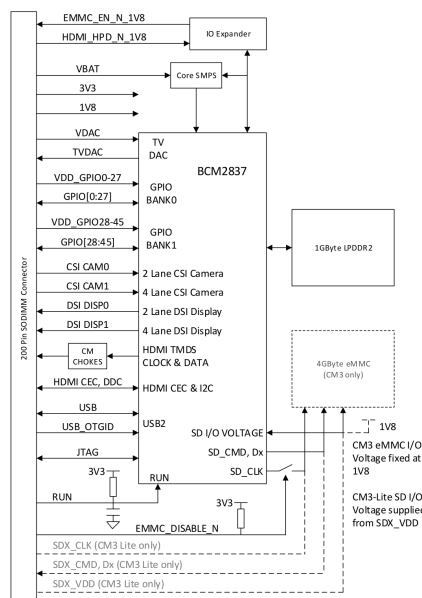 EMMC_EN_N_1V8
IO Expander
HDMI_HPD_N_1V8
VBAT
Core SMPS
3V3
1V8
VDAC
TV
DAC
TVDAC
BCM2837
VDD_GPIO0-27
GPIO
BANK0
GPIO[0:27]
VDD_GPIO28-45
GPIO
BANK1
GPIO[28:45]
1GByte LPDDR2
200 Pin SODIMM Connector
CSI CAM0
2 Lane CSI Camera
CSI CAM1
4 Lane CSI Camera
DSI DISP0
2 Lane DSI Display
DSI DISP1
4 Lane DSI Display
CM
CHOKES
HDMI TMDS
CLOCK & DATA
4GByte eMMC
(CM3 only)
HDMI CEC, DDC
HDMI CEC & I2C
USB
USB2
USB_OTGID
SD I/O VOLTAGE
1V8
CM3 eMMC I/O
Voltage fixed at
1V8
JTAG
SD_CMD, Dx
SD_CLK
3V3
RUN
RUN
3V3
CM3-Lite SD I/O
Voltage supplied
from SDX_VDD
EMMC_DISABLE_N
SDX_CLK (CM3 Lite only)
SDX_CMD, Dx (CM3 Lite only)
SDX_VDD (CM3 Lite only)